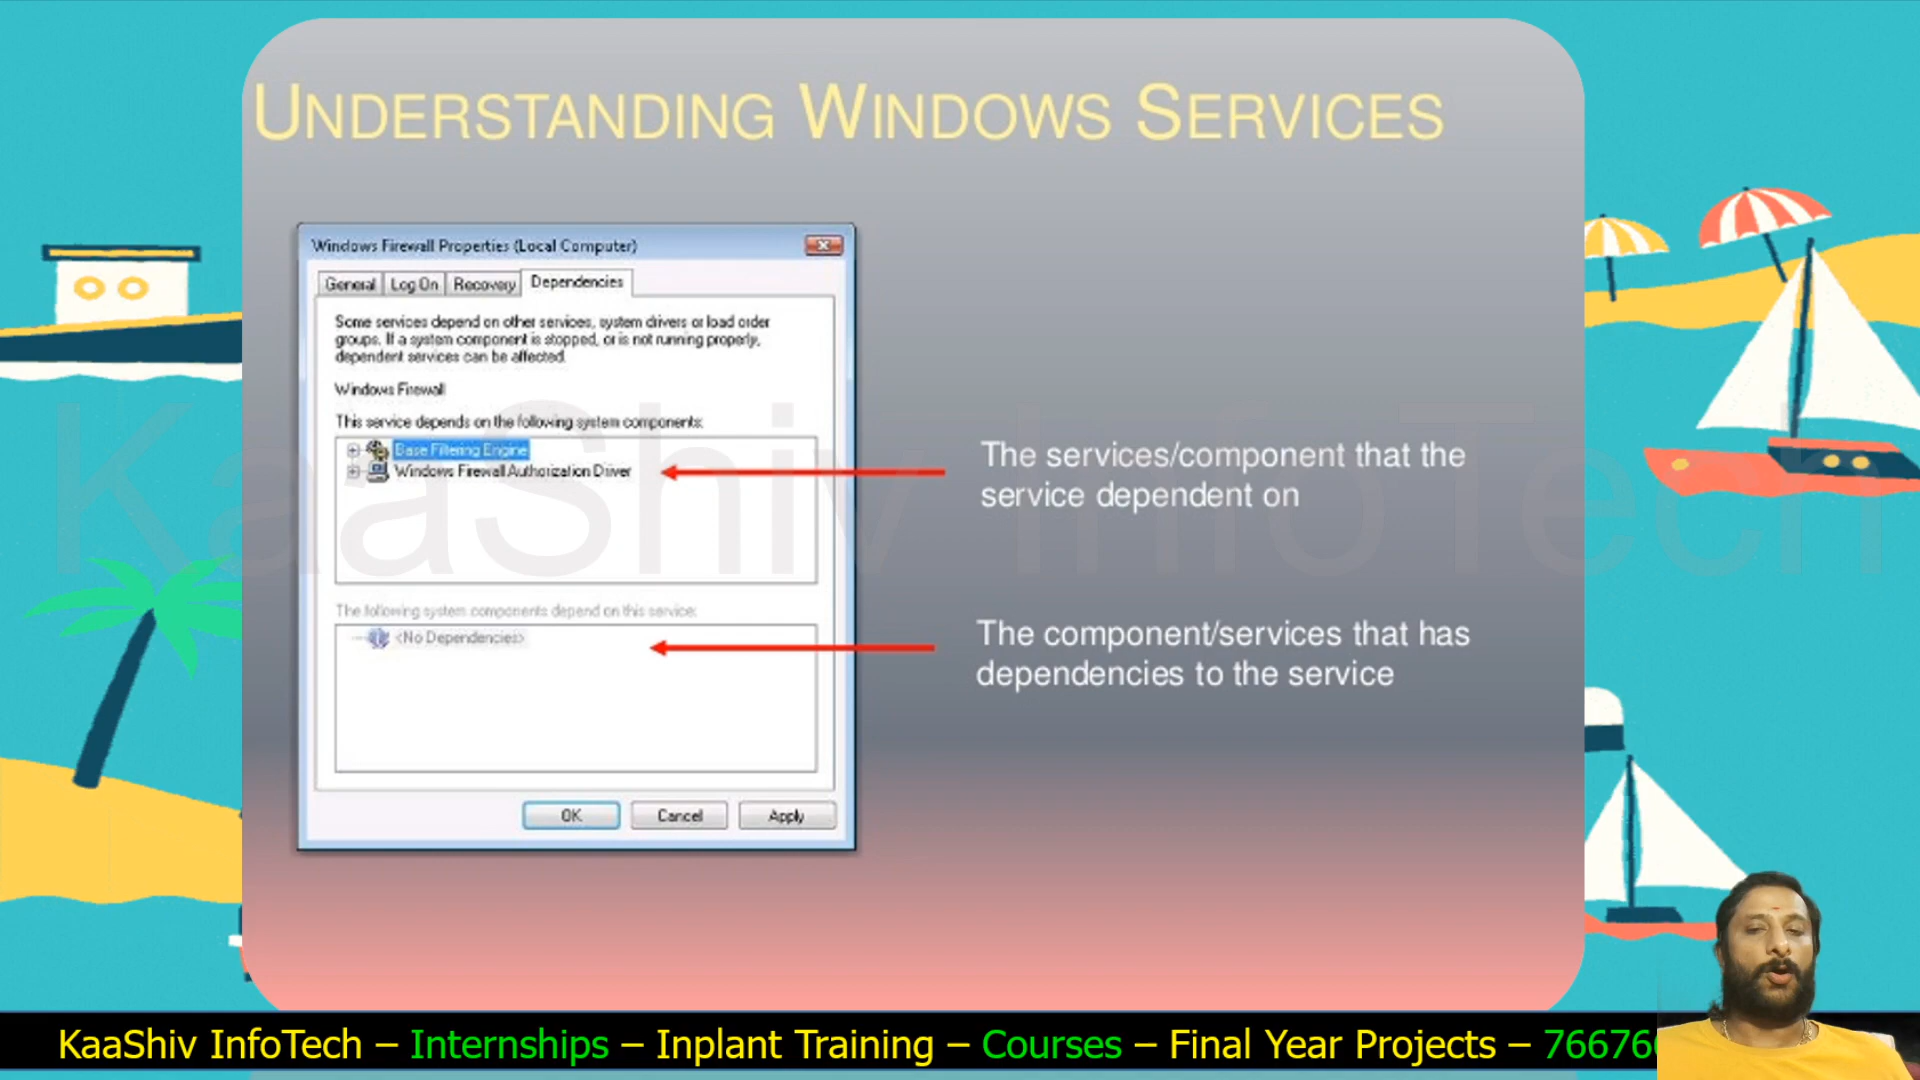 UNDERSTANDING WINDOWS SERVICES
Windows Firewall Properties (Local Computer)
General Log On Recovery Dependencies
Some services depend on other services, system drivers or load order
groups. If a system component is stopped, or is not running properly,
dependent services can be affected.
Windows Firewall
This service depends on the following system components:
Base Filtering Engine
Windows Firewall Authorization Driver
The services/component that the
service dependent on
The following system components depend on this service:
<No Dependencies>
The component/services that has
dependencies to the service
OK Cancel Apply
KaaShiv InfoTech
KaaShiv InfoTech – Internships – Inplant Training – Courses – Final Year Projects – 76676